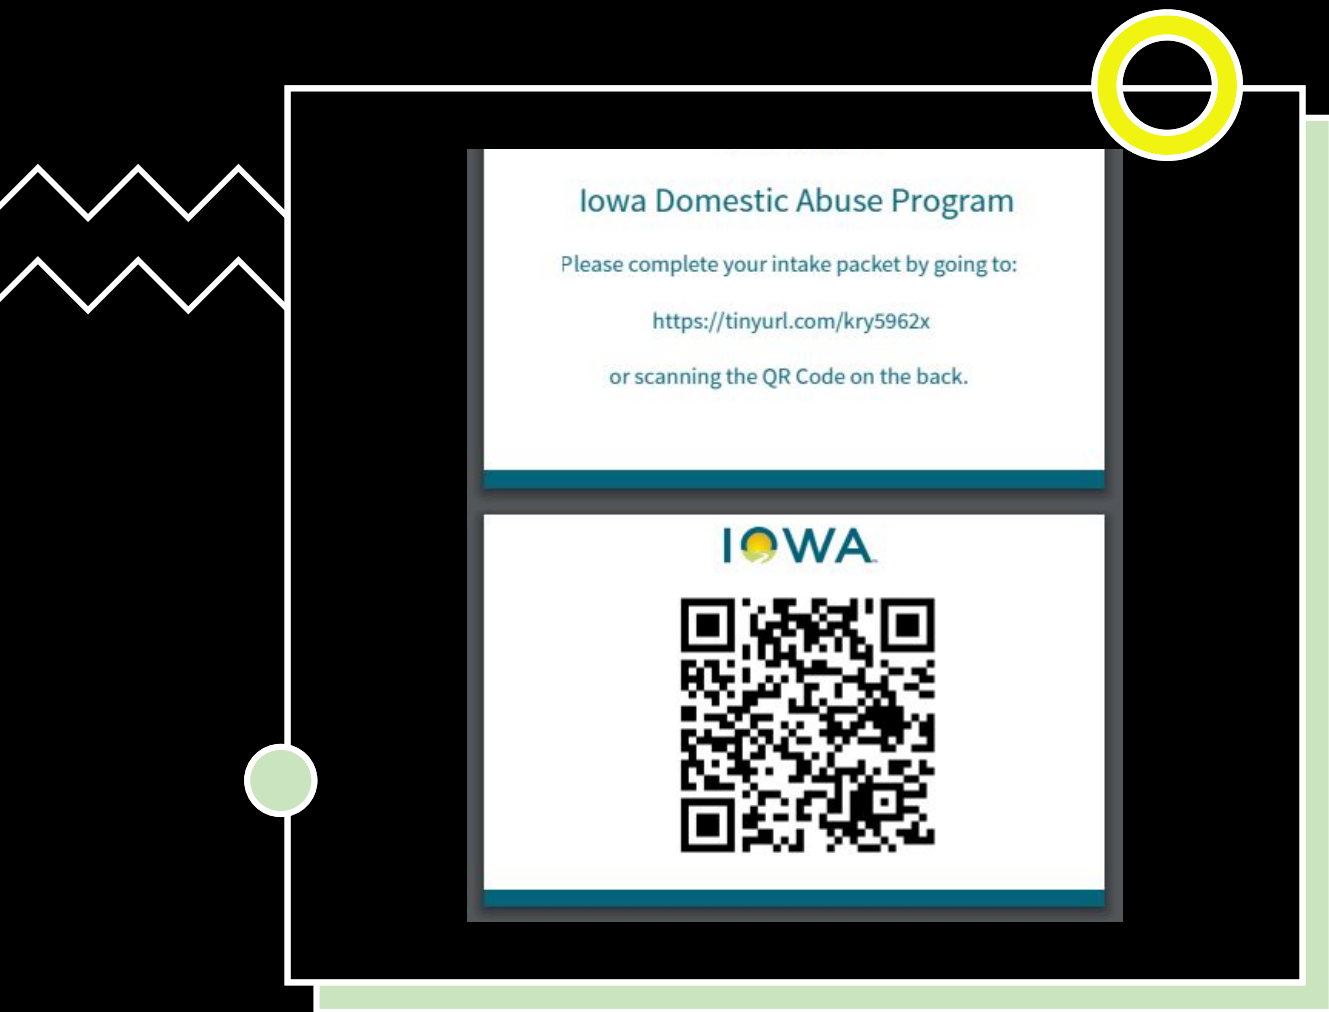 Iowa Domestic Abuse Program
Please complete your intake packet by going to:
https://tinyurl.com/kry5962x
or scanning the QR Code on the back.
IOWA